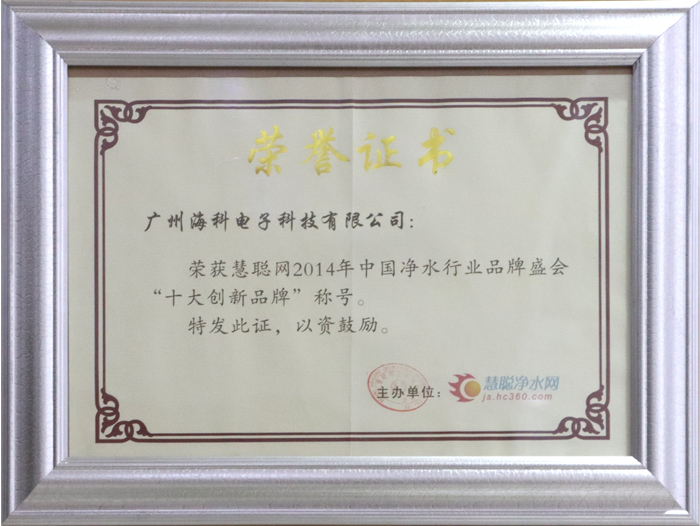 荣誉证书
广州海科电子科技有限公司：
荣获慧聪网2014年中国净水行业品牌盛会
“十大创新品牌”称号。
特发此证，以资鼓励。
主办单位：
慧聪净水网
js.hc360.com